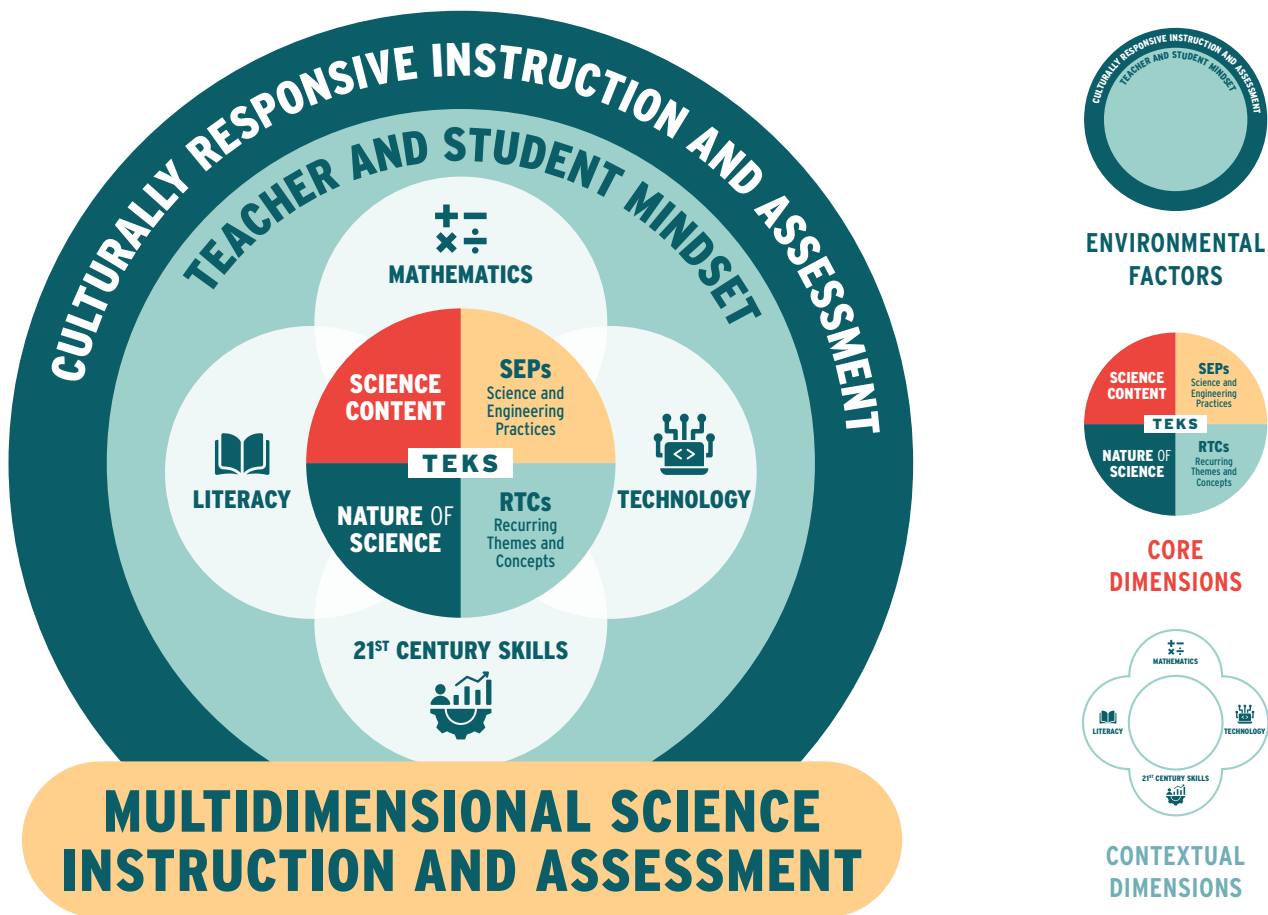 CULTURALLY RESPONSIVE INSTRUCTION AND ASSESSMENT
TEACHER AND STUDENT MINDSET
MATHEMATICS
LITERACY
SCIENCE
CONTENT
SEPs
Science and
Engineering
Practices
TEKS
NATURE OF
SCIENCE
RTCs
Recurring
Themes and
Concepts
TECHNOLOGY
21ST CENTURY SKILLS
MULTIDIMENSIONAL SCIENCE
INSTRUCTION AND ASSESSMENT
CULTURALLY RESPONSIVE INSTRUCTION AND ASSESSMENT
TEACHER AND STUDENT MINDSET
ENVIRONMENTAL
FACTORS
SCIENCE
CONTENT
SEPs
Science and
Engineering
Practices
TEKS
NATURE OF
SCIENCE
RTCs
Recurring
Themes and
Concepts
CORE
DIMENSIONS
MATHEMATICS
LITERACY
TECHNOLOGY
21ST CENTURY SKILLS
CONTEXTUAL
DIMENSIONS